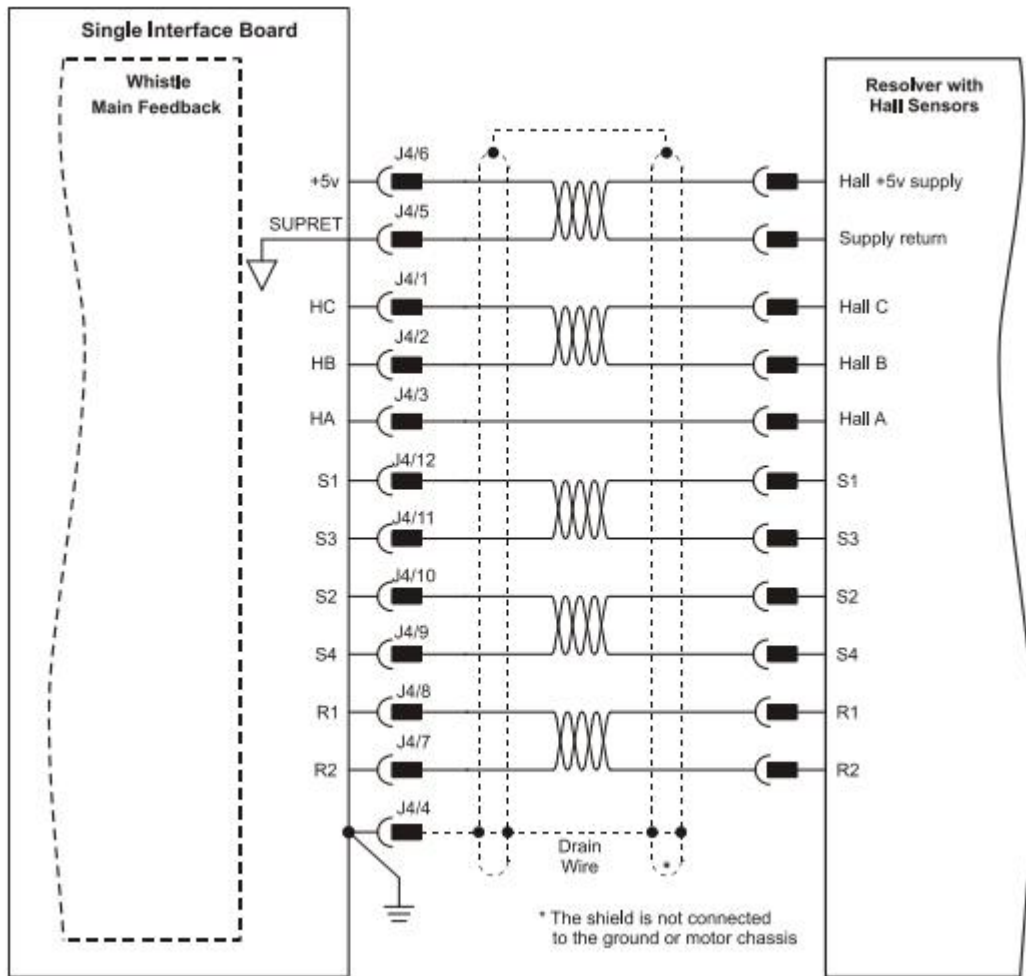 Single Interface Board
Whistle
Main Feedback
Resolver with
Hall Sensors
+5v
J4/6
Hall +5v supply
SUPRET
J4/5
Supply return
HC
J4/1
Hall C
HB
J4/2
Hall B
HA
J4/3
Hall A
S1
J4/12
S1
S3
J4/11
S3
S2
J4/10
S2
S4
J4/9
S4
R1
J4/8
R1
R2
J4/7
R2
J4/4
Drain
Wire
*
* The shield is not connected
to the ground or motor chassis